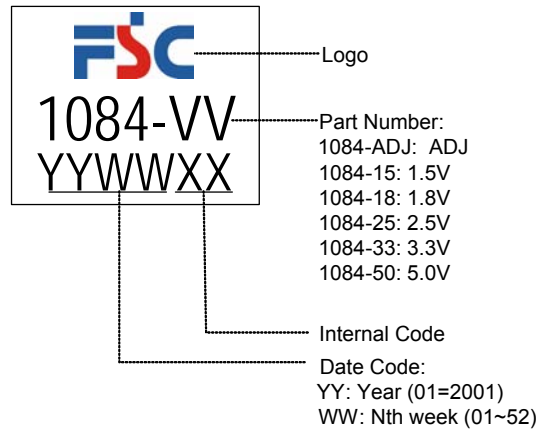 FSC
Logo
1084-VV
Part Number:
1084-ADJ: ADJ
1084-15: 1.5V
1084-18: 1.8V
1084-25: 2.5V
1084-33: 3.3V
1084-50: 5.0V
YYWWXX
Internal Code
Date Code:
YY: Year (01=2001)
WW: Nth week (01~52)